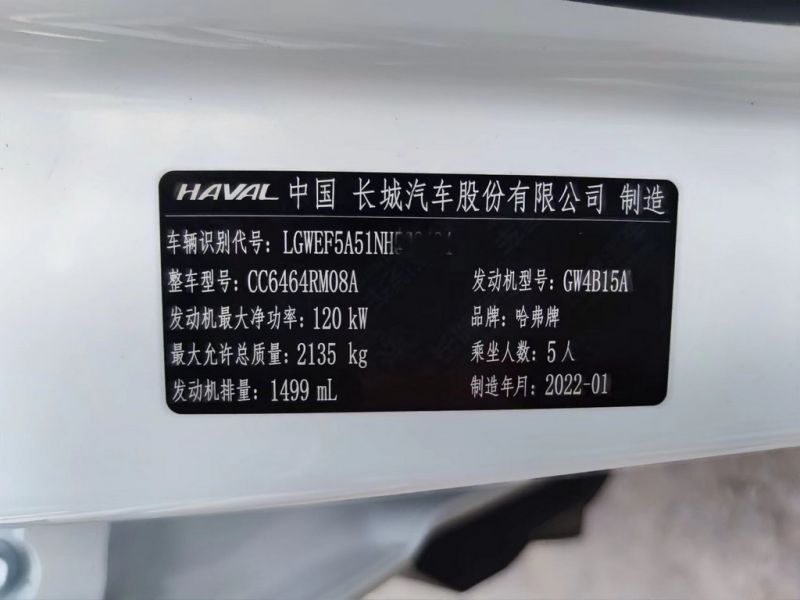 HAVAL 中国 长城汽车股份有限公司 制造
车辆识别代号: LGWEF5A51NH
整车型号: CC6464RM08A 发动机型号: GW4B15A
发动机最大净功率: 120 kW 品牌: 哈弗牌
最大允许总质量: 2135 kg 乘坐人数: 5 人
发动机排量: 1499 mL 制造年月: 2022-01